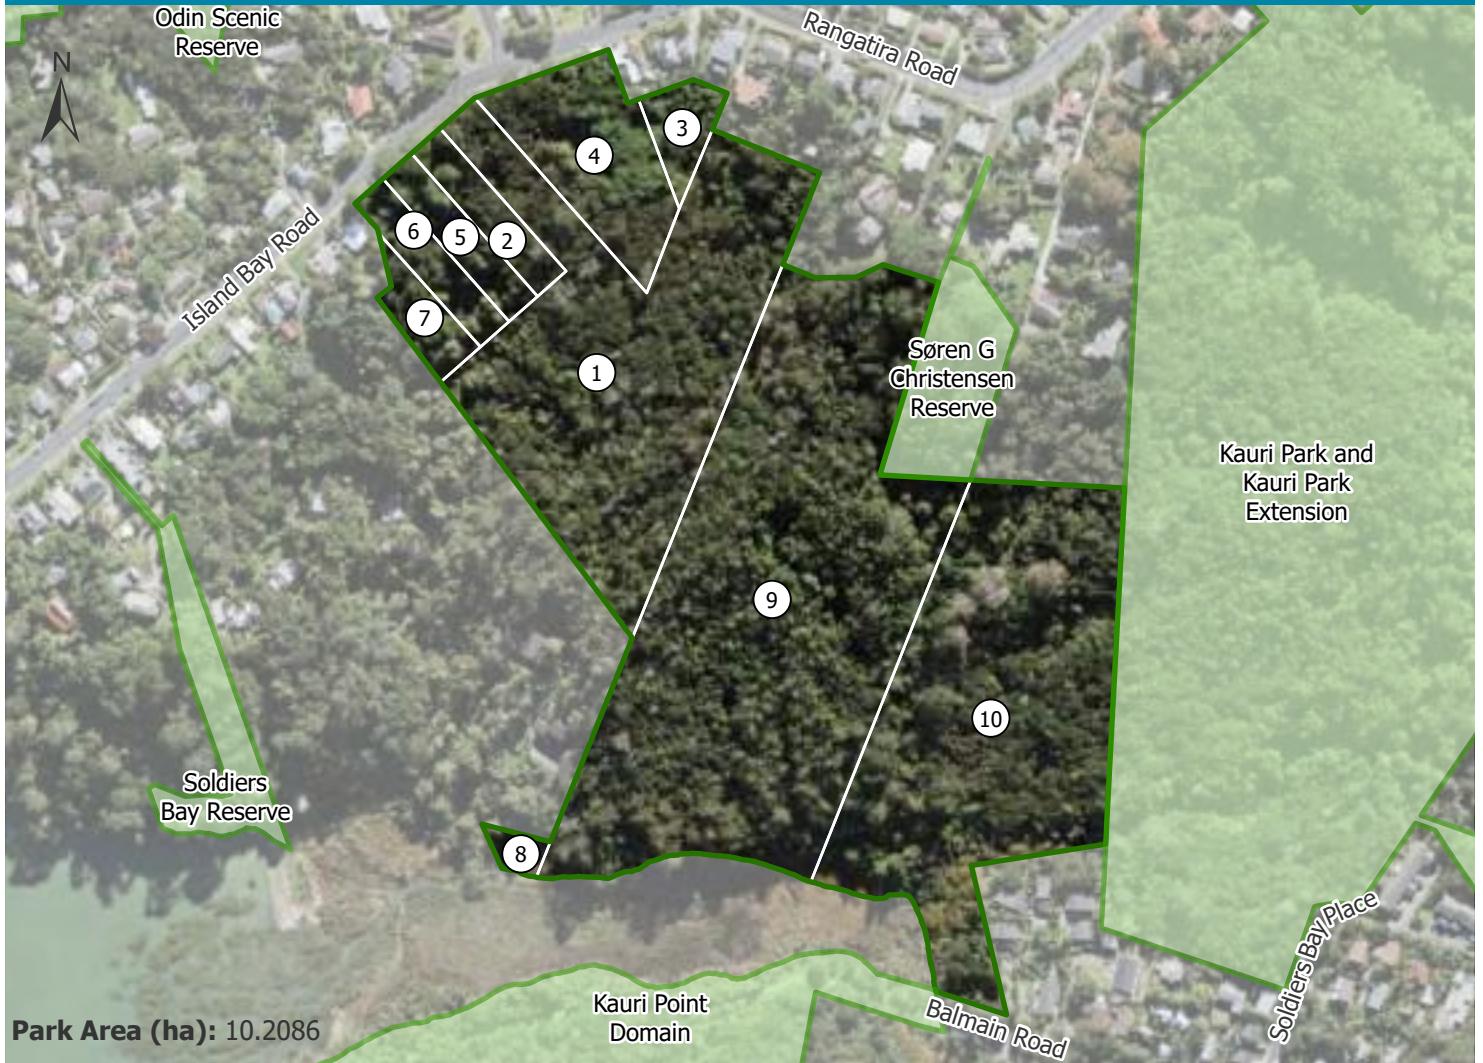 Odin Scenic
Reserve
N
Rangatira Road
3
4
Island Bay Road
6
5
2
7
1
Søren G
Christensen
Reserve
Kauri Park and
Kauri Park
Extension
9
10
Soldiers
Bay Reserve
8
Soldiers Bay Place
Kauri Point
Domain
Balmain Road
Park Area (ha): 10.2086